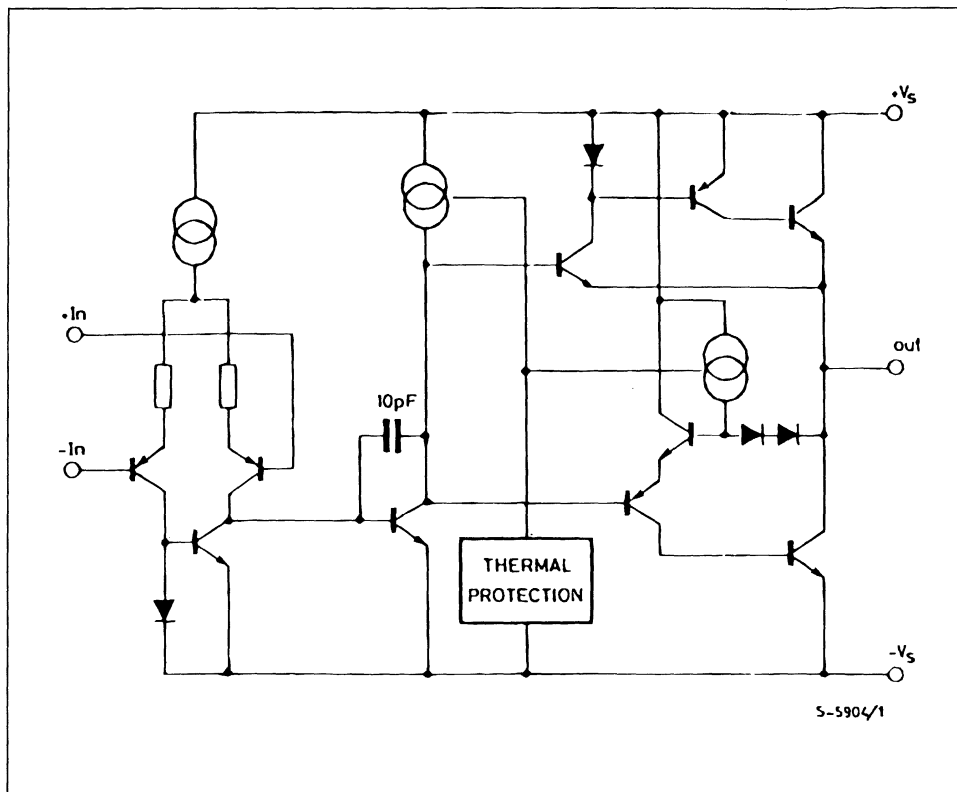 +Vs
+In
10pF
out
-In
THERMAL
PROTECTION
-Vs
S-5904/1